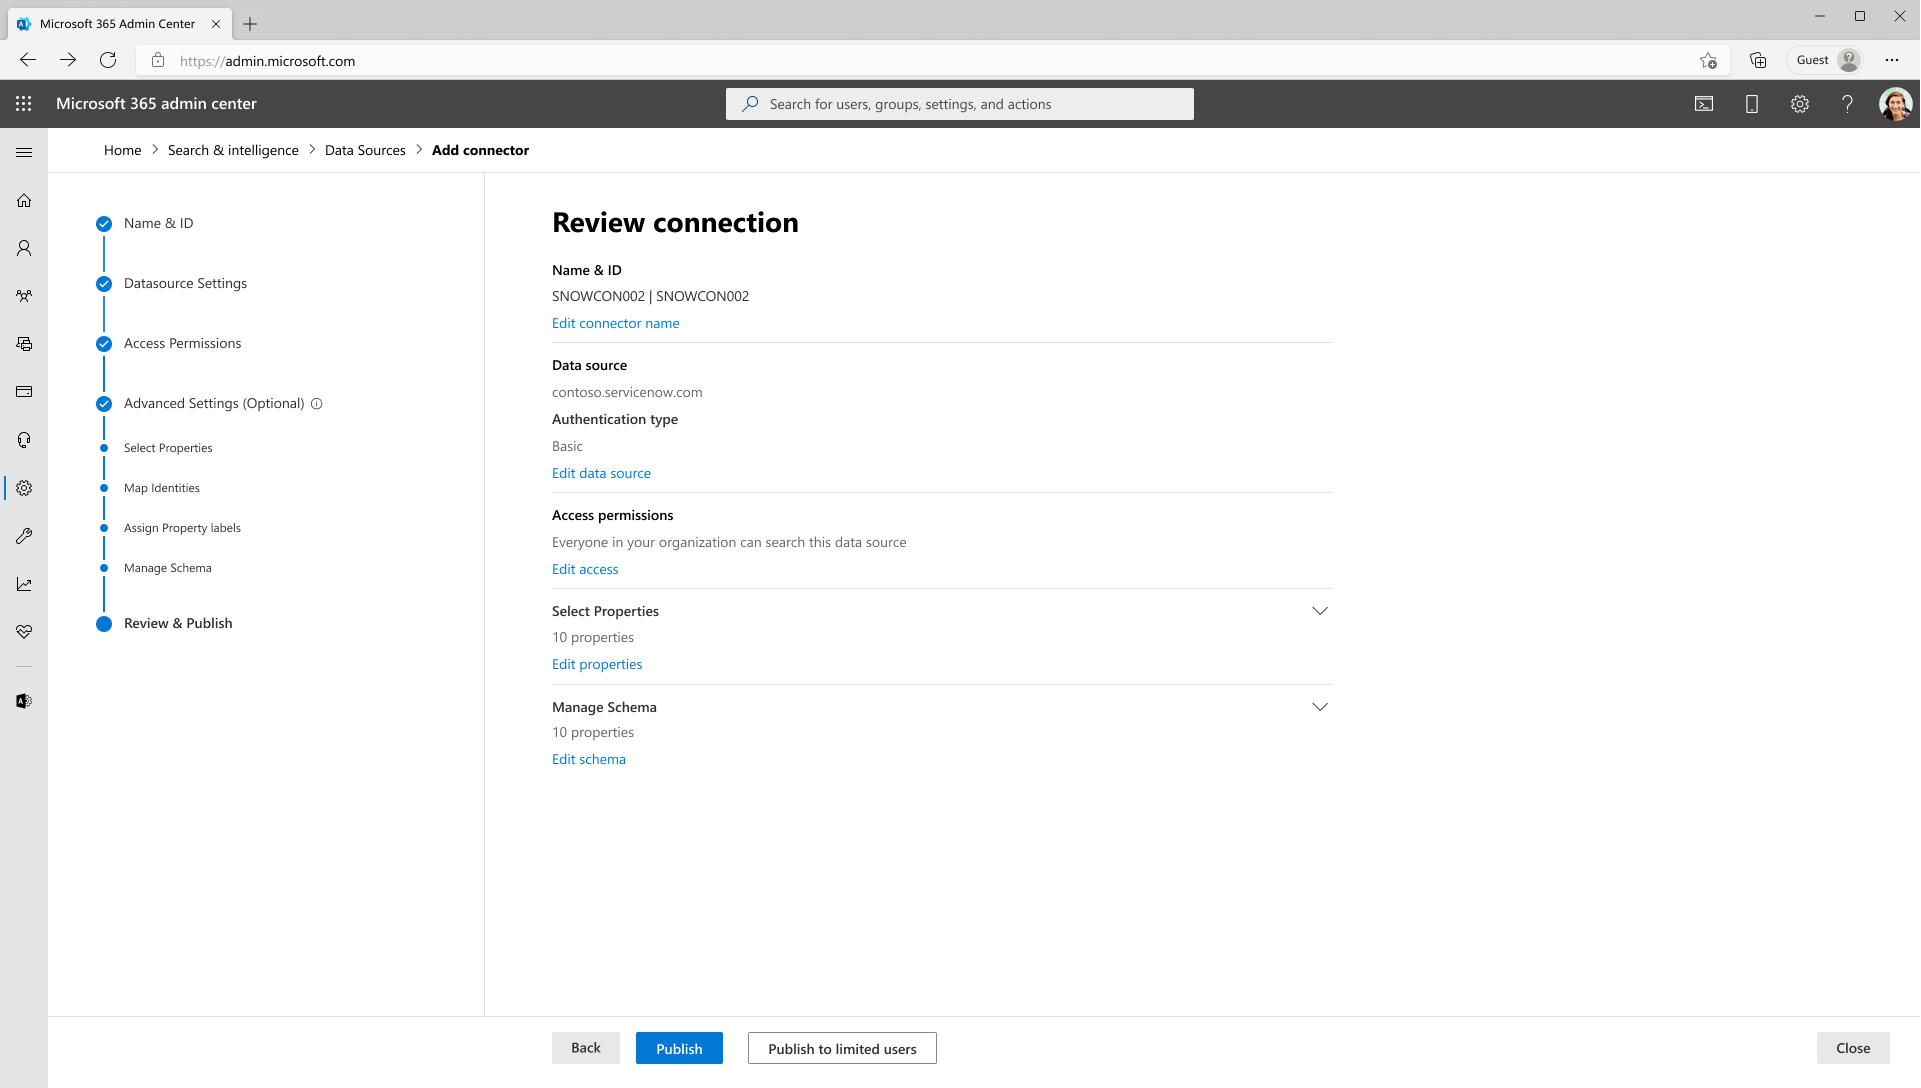 Microsoft 365 Admin Center
https://admin.microsoft.com
Guest
Microsoft 365 admin center
Search for users, groups, settings, and actions
Home > Search & intelligence > Data Sources > Add connector
Name & ID
Datasource Settings
Access Permissions
Advanced Settings (Optional)
Select Properties
Map Identities
Assign Property labels
Manage Schema
Review & Publish
Review connection
Name & ID
SNOWCON002 | SNOWCON002
Edit connector name
Data source
contoso.servicenow.com
Authentication type
Basic
Edit data source
Access permissions
Everyone in your organization can search this data source
Edit access
Select Properties
10 properties
Edit properties
Manage Schema
10 properties
Edit schema
Back
Publish
Publish to limited users
Close